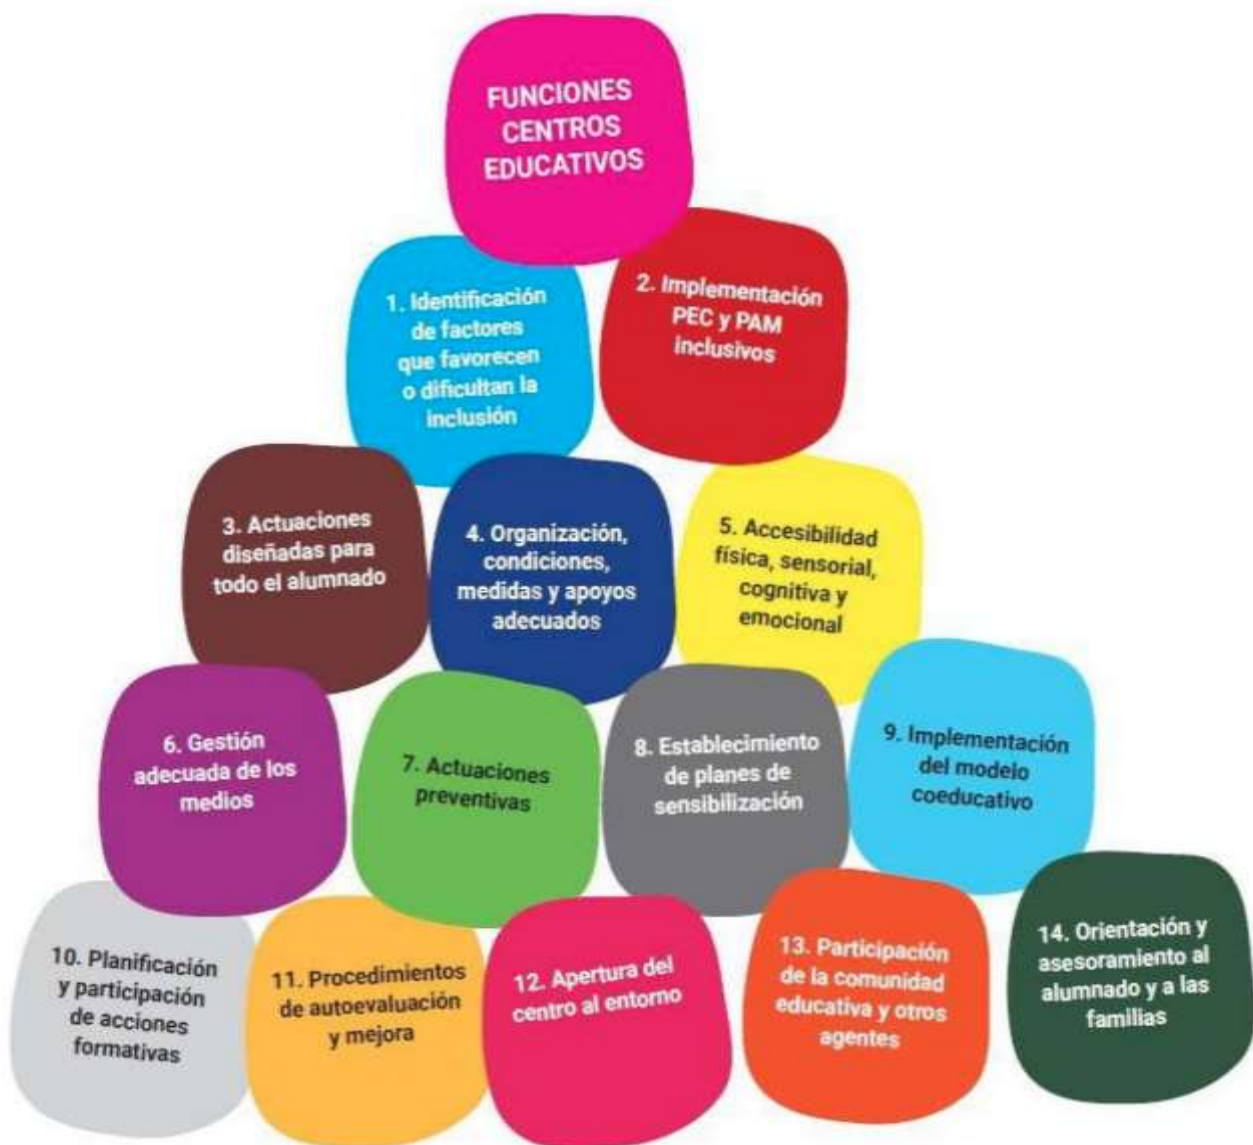 FUNCIONES
CENTROS
EDUCATIVOS
1. Identificación
de factores
que favorecen
o dificultan la
inclusión
2. Implementación
PEC y PAM
inclusivos
3. Actuaciones
diseñadas para
todo el alumnado
4. Organización,
condiciones,
medidas y apoyos
adecuados
5. Accesibilidad
física, sensorial,
cognitiva y
emocional
6. Gestión
adecuada de los
medios
7. Actuaciones
preventivas
8. Establecimiento
de planes de
sensibilización
9. Implementación
del modelo
coeducativo
10. Planificación
y participación
de acciones
formativas
11. Procedimientos
de autoevaluación
y mejora
12. Apertura del
centro al entorno
13. Participación
de la comunidad
educativa y otros
agentes
14. Orientación y
asesoramiento al
alumnado y a las
familias